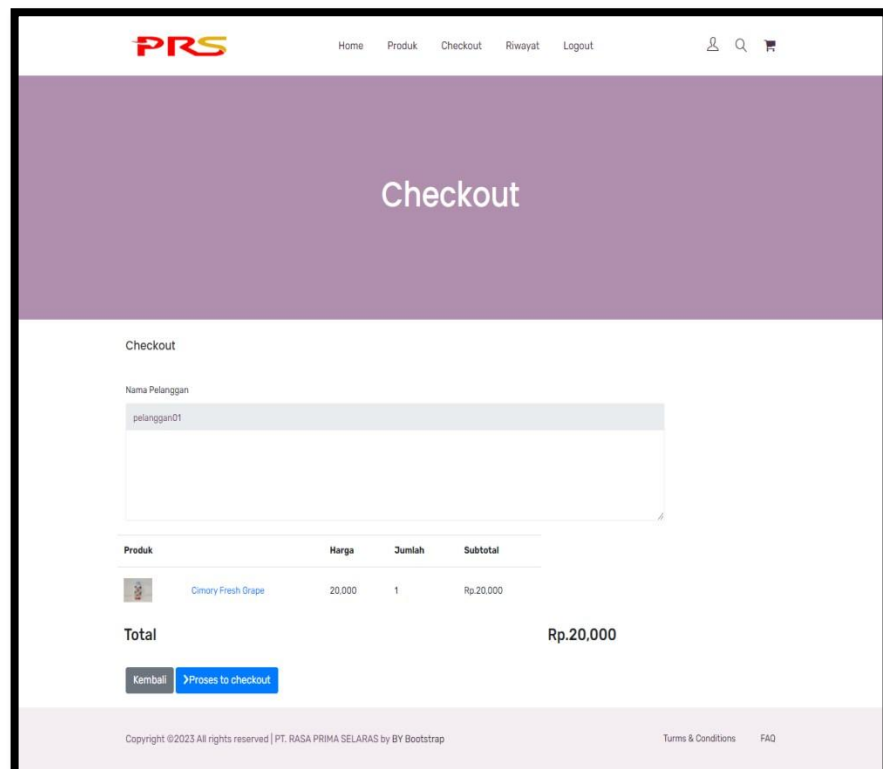 PRS
Home Produk Checkout Riwayat Logout
Checkout
Checkout
Nama Pelanggan
pelanggan01
Produk Harga Jumlah Subtotal
Cimory Fresh Grape 20,000 1 Rp.20,000
Total Rp.20,000
Kembali Proses to checkout
Copyright ©2023 All rights reserved | PT. RASA PRIMA SELARAS by BY Bootstrap Turms & Conditions FAQ